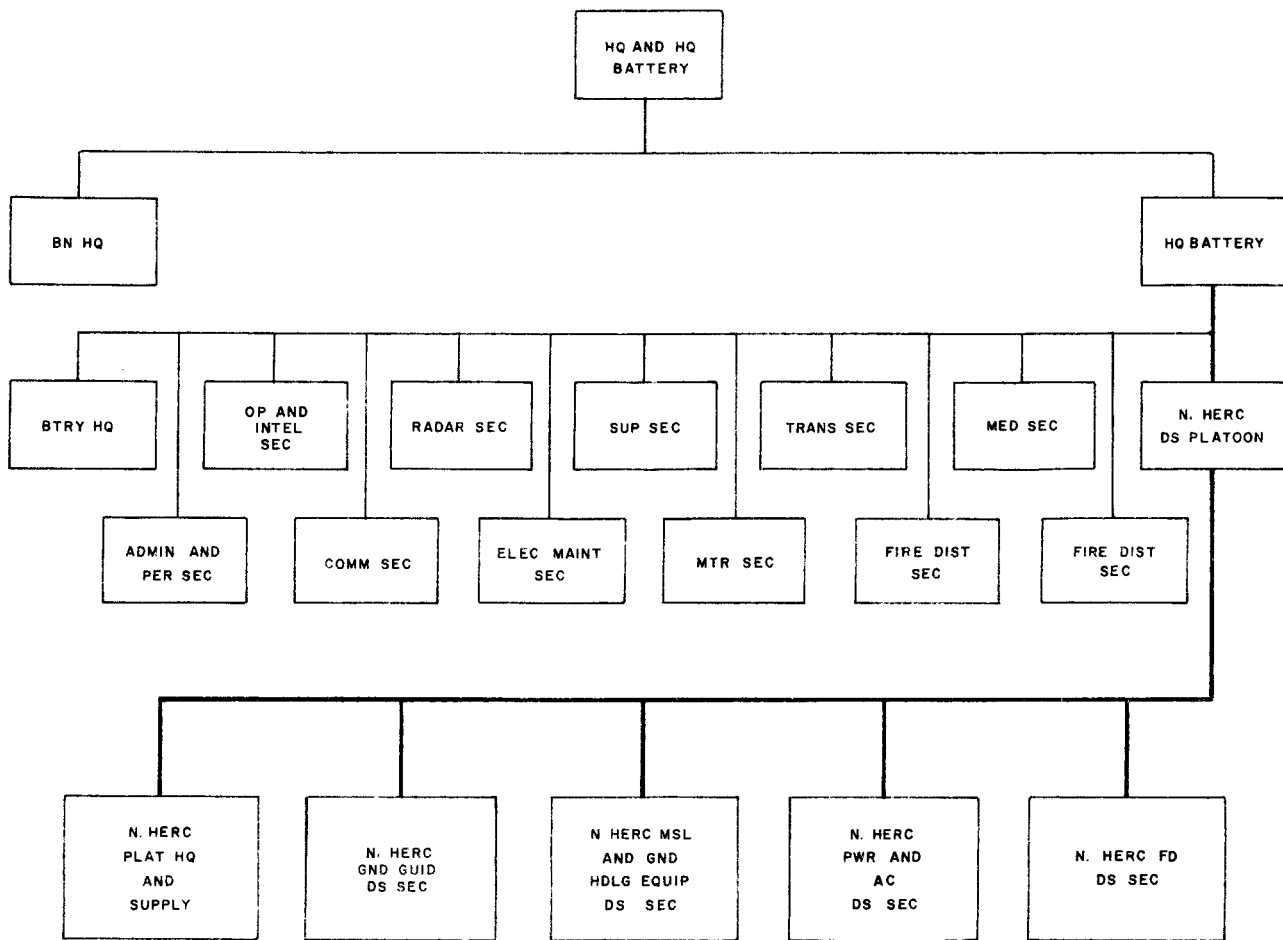 HQ AND HQ
BATTERY
BN HQ
HQ BATTERY
BTRY HQ
OP AND
INTEL
SEC
RADAR SEC
SUP SEC
TRANS SEC
MED SEC
N. HERC
DS PLATOON
ADMIN AND
PER SEC
COMM SEC
ELEC MAINT
SEC
MTR SEC
FIRE DIST
SEC
FIRE DIST
SEC
N. HERC
PLAT HQ
AND
SUPPLY
N. HERC
GND GUID
DS SEC
N HERC MSL
AND GND
HDLG EQUIP
DS SEC
N. HERC
PWR AND
AC
DS SEC
N. HERC FD
DS SEC